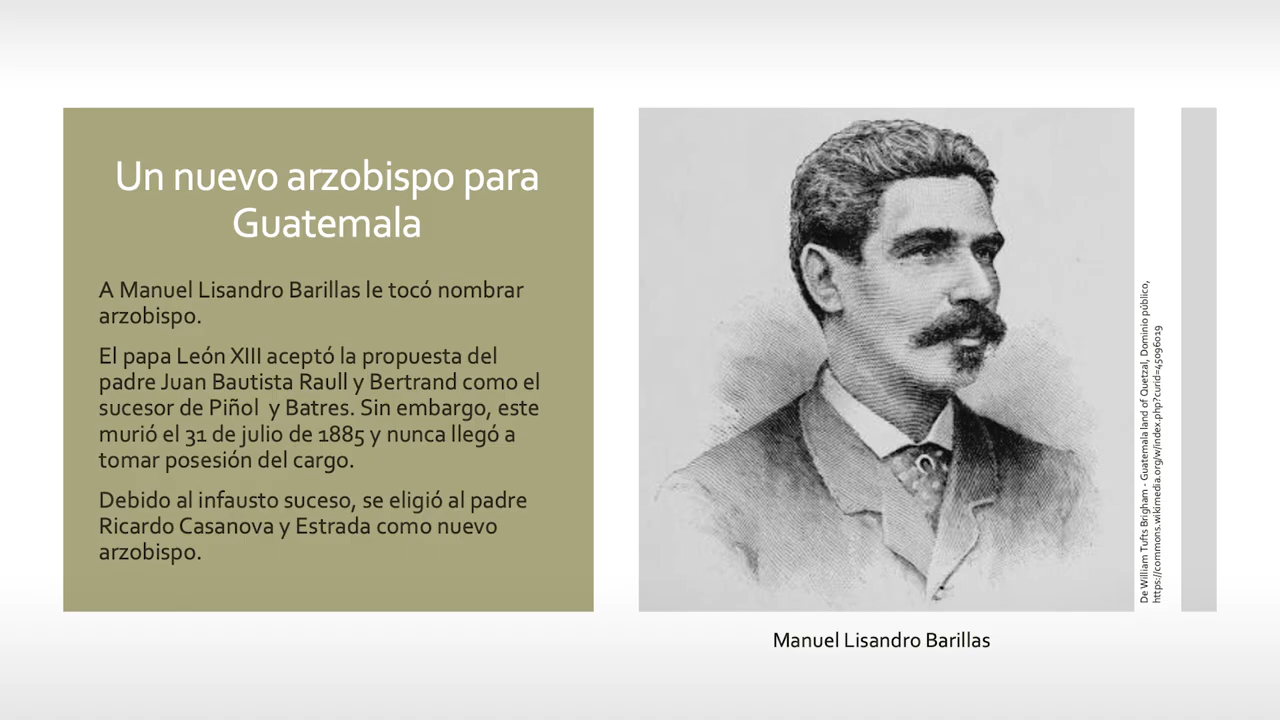 Un nuevo arzobispo para
Guatemala
A Manuel Lisandro Barillas le tocó nombrar
arzobispo.
El papa León XIII aceptó la propuesta del
padre Juan Bautista Raull y Bertrand como el
sucesor de Piñol y Batres. Sin embargo, este
murió el 31 de julio de 1885 y nunca llegó a
tomar posesión del cargo.
Debido al infausto suceso, se eligió al padre
Ricardo Casanova y Estrada como nuevo
arzobispo.
De William Tufts Brigham - Guatemala land of Quetzal, Dominio público,
https://commons.wikimedia.org/w/index.php?curid=45096019
Manuel Lisandro Barillas